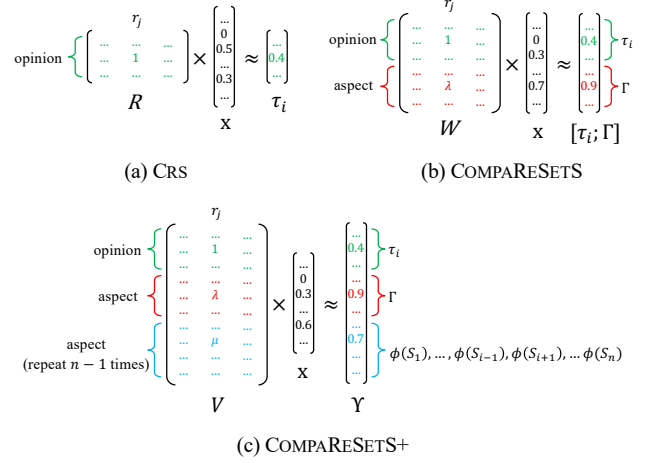 r_j
opinion
... ... ...
... 1 ...
... ... ...
×
...
0
0.5
...
0.3
...
≈
...
0.4
...
R
x
τ_i
(a) CRS
r_j
opinion
... ... ...
... 1 ...
... ... ...
aspect
... ... ...
... λ ...
... ... ...
×
...
0
0.3
...
0.7
...
≈
...
0.4
...
...
0.9
...
τ_i
Γ
W
x
[τ_i; Γ]
(b) COMPARESETS
r_j
opinion
... ... ...
... 1 ...
... ... ...
aspect
... ... ...
... λ ...
... ... ...
aspect
(repeat n − 1 times)
... ... ...
... μ ...
... ... ...
... ... ...
×
...
0
0.3
...
0.6
...
≈
...
0.4
...
...
0.9
...
...
0.7
...
...
τ_i
Γ
ϕ(S_1), … , ϕ(S_{i−1}), ϕ(S_{i+1}), … ϕ(S_n)
V
x
Υ
(c) COMPARESETS+